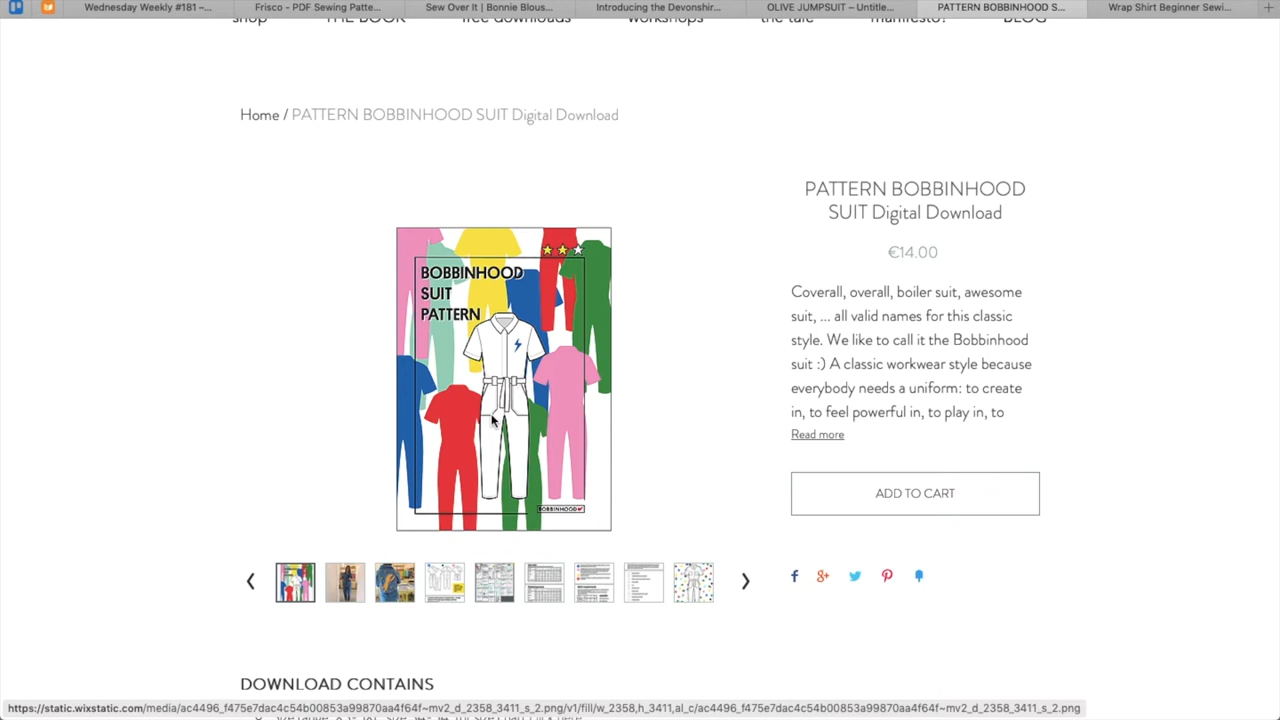 Wednesday Weekly #181 –...
Frisco - PDF Sewing Patte...
Sew Over It | Bonnie Blous...
Introducing the Devonshir...
OLIVE JUMPSUIT – Untitle...
PATTERN BOBBINHOOD S...
Wrap Shirt Beginner Sewi...
shop
THE BOOK
free downloads
workshops
the tale
manifesto!
BLOG
Home / PATTERN BOBBINHOOD SUIT Digital Download
BOBBINHOOD
SUIT
PATTERN
BOBBINHOOD
PATTERN BOBBINHOOD
SUIT Digital Download
€14.00
Coverall, overall, boiler suit, awesome
suit, ... all valid names for this classic
style. We like to call it the Bobbinhood
suit :) A classic workwear style because
everybody needs a uniform: to create
in, to feel powerful in, to play in, to
Read more
ADD TO CART
DOWNLOAD CONTAINS
https://static.wixstatic.com/media/ac4496_f475e7dac4c54b00853a99870aa4f64f~mv2_d_2358_3411_s_2.png/v1/fill/w_2358,h_3411,al_c/ac4496_f475e7dac4c54b00853a99870aa4f64f~mv2_d_2358_3411_s_2.png